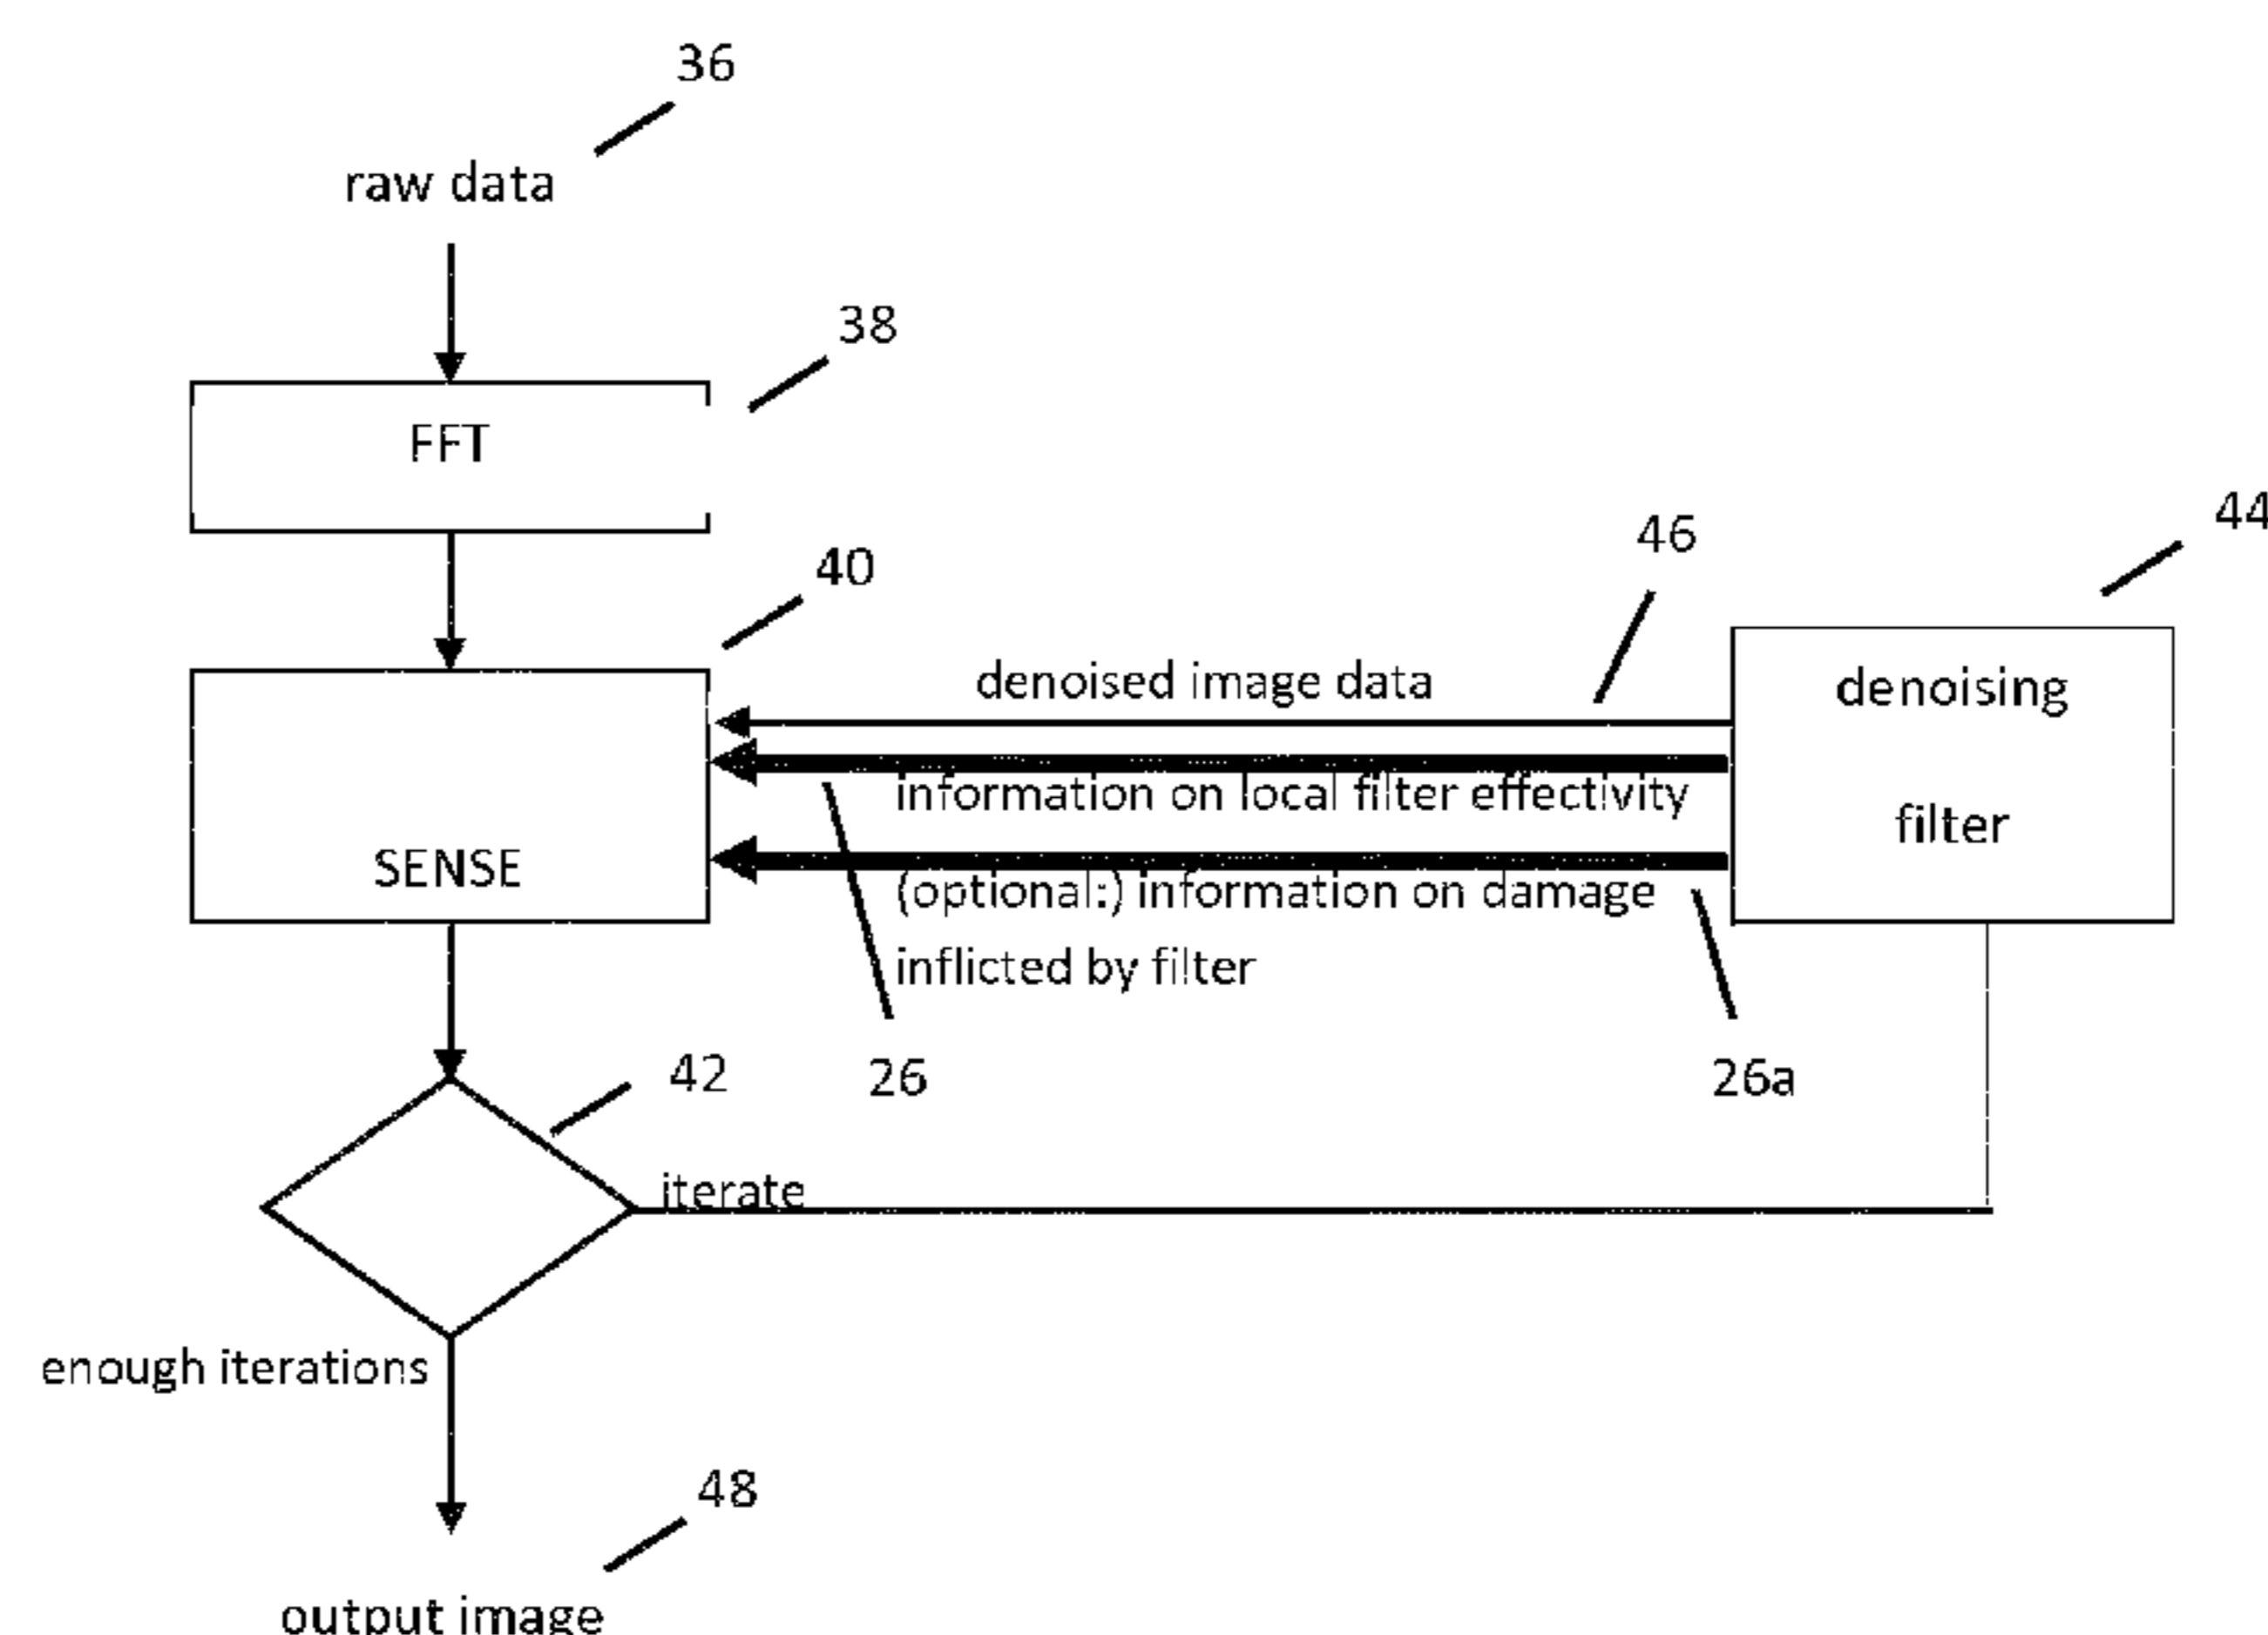 36
raw data
38
FFT
44
46
40
denoised image data
denoising
information on local filter effectivity
filter
SENSE
(optional:) information on damage
inflicted by filter
42
26
26a
iterate
enough iterations
48
output image